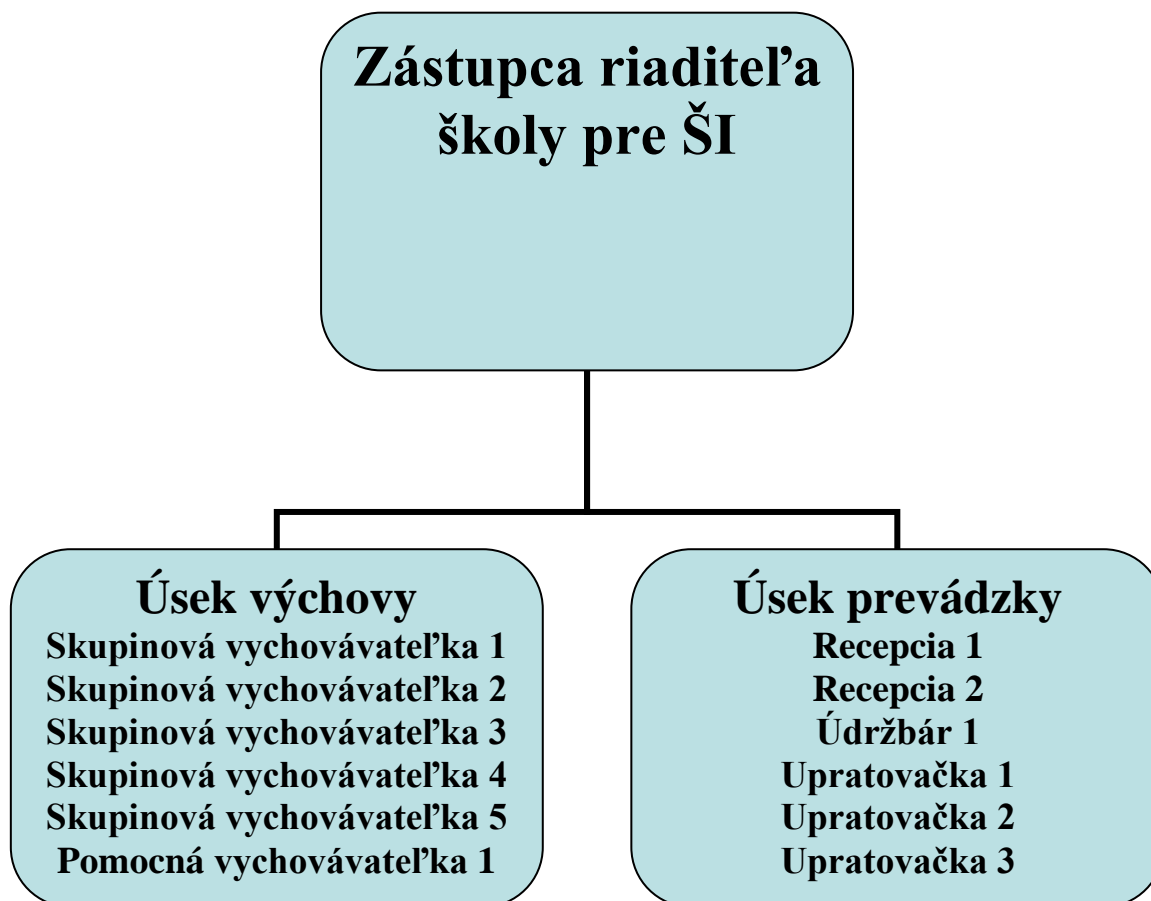 Zástupca riaditeľa
školy pre ŠI
Úsek výchovy
Skupinová vychovávateľka 1
Skupinová vychovávateľka 2
Skupinová vychovávateľka 3
Skupinová vychovávateľka 4
Skupinová vychovávateľka 5
Pomocná vychovávateľka 1
Úsek prevádzky
Recepcia 1
Recepcia 2
Údržbár 1
Upratovačka 1
Upratovačka 2
Upratovačka 3